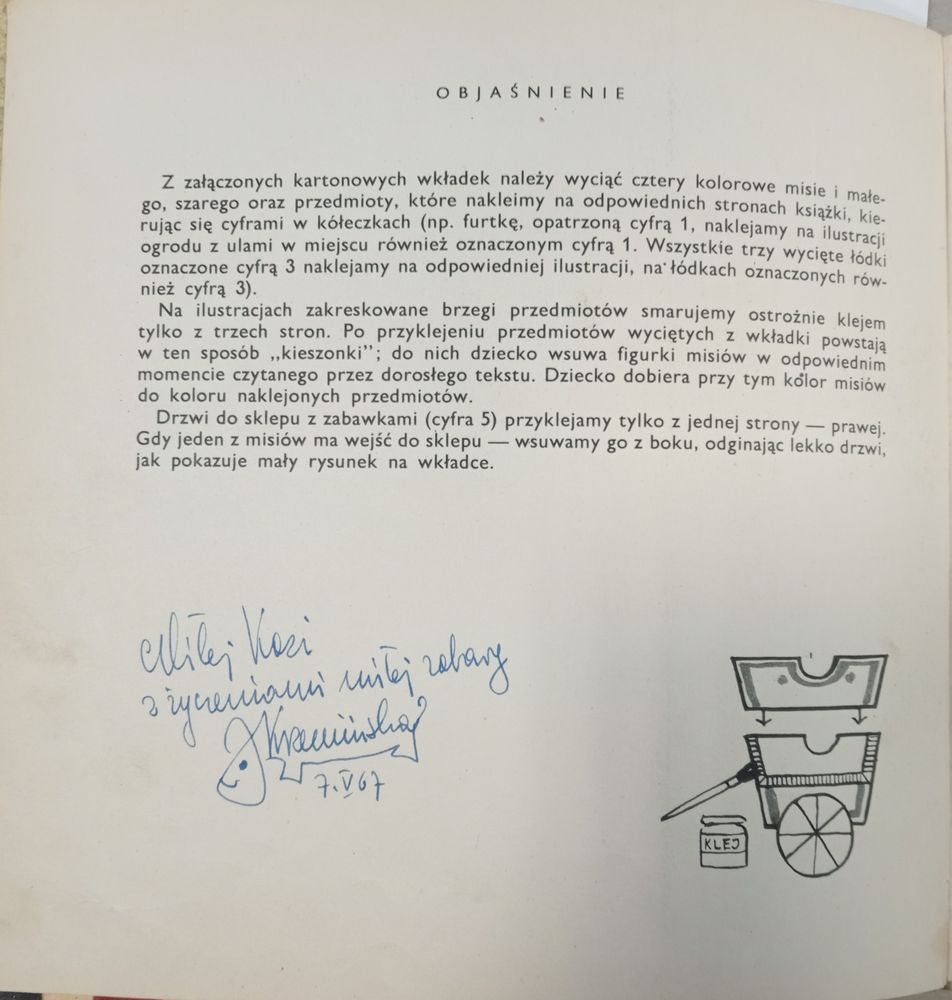 OBJAŚNIENIE
Z załączonych kartonowych wkładek należy wyciąć cztery kolorowe misie i małe-
go, szarego oraz przedmioty, które nakleimy na odpowiednich stronach książki, kie-
rując się cyframi w kółeczkach (np. furtkę, opatrzoną cyfrą 1, naklejamy na ilustracji
ogrodu z ulami w miejscu również oznaczonym cyfrą 1. Wszystkie trzy wycięte łódki
oznaczone cyfrą 3 naklejamy na odpowiedniej ilustracji, na łódkach oznaczonych rów-
nież cyfrą 3).
Na ilustracjach zakreskowane brzegi przedmiotów smarujemy ostrożnie klejem
tylko z trzech stron. Po przyklejeniu przedmiotów wyciętych z wkładki powstają
w ten sposób „kieszonki”; do nich dziecko wsuwa figurki misiów w odpowiednim
momencie czytanego przez dorosłego tekstu. Dziecko dobiera przy tym kolor misiów
do koloru naklejonych przedmiotów.
Drzwi do sklepu z zabawkami (cyfra 5) przyklejamy tylko z jednej strony — prawej.
Gdy jeden z misiów ma wejść do sklepu — wsuwamy go z boku, odginając lekko drzwi,
jak pokazuje mały rysunek na wkładce.
Miłej Kasi
z życzeniami miłej zabawy
JKrzemińska
7.V 67
KLEJ